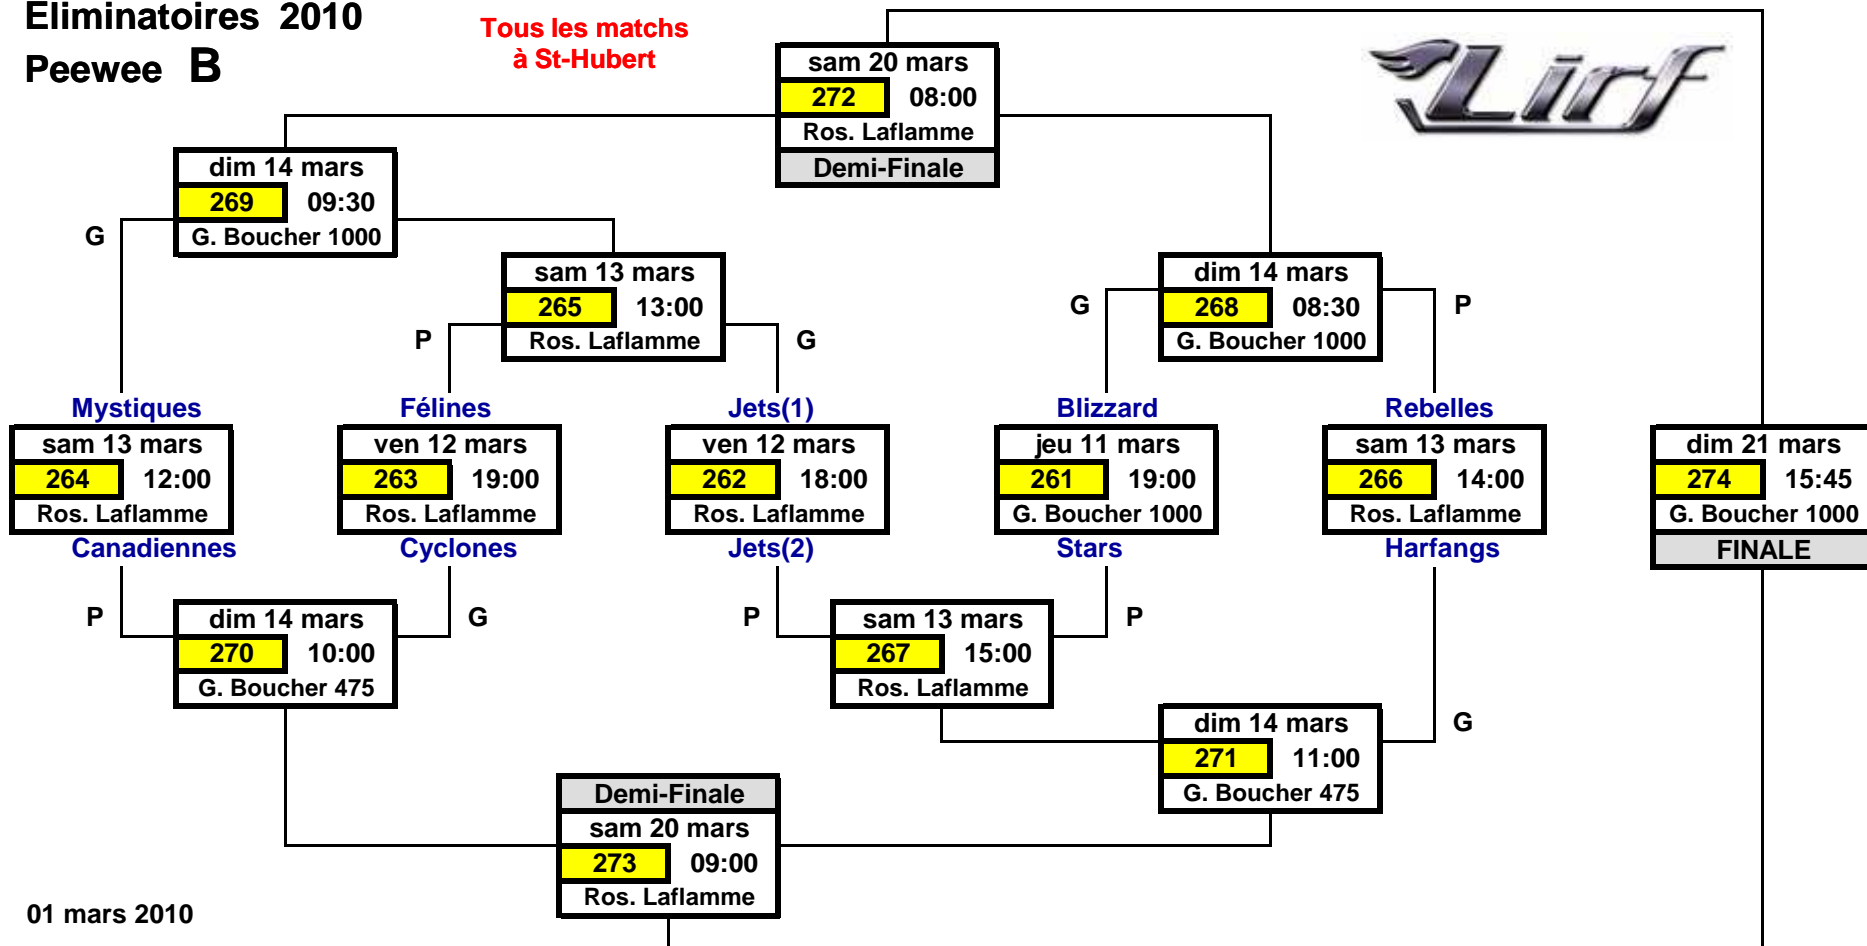 Eliminatoires 2010
Peewee B
Tous les matchs
à St-Hubert
Lirf
sam 20 mars
272 08:00
Ros. Laflamme
Demi-Finale
dim 14 mars
269 09:30
G. Boucher 1000
G
sam 13 mars
265 13:00
Ros. Laflamme
P
G
dim 14 mars
268 08:30
G. Boucher 1000
G
P
Mystiques
sam 13 mars
264 12:00
Ros. Laflamme
Canadiennes
Félines
ven 12 mars
263 19:00
Ros. Laflamme
Cyclones
Jets(1)
ven 12 mars
262 18:00
Ros. Laflamme
Jets(2)
Blizzard
jeu 11 mars
261 19:00
G. Boucher 1000
Stars
Rebelles
sam 13 mars
266 14:00
Ros. Laflamme
Harfangs
dim 21 mars
274 15:45
G. Boucher 1000
FINALE
P
dim 14 mars
270 10:00
G. Boucher 475
G
P
sam 13 mars
267 15:00
Ros. Laflamme
P
dim 14 mars
271 11:00
G. Boucher 475
G
Demi-Finale
sam 20 mars
273 09:00
Ros. Laflamme
01 mars 2010